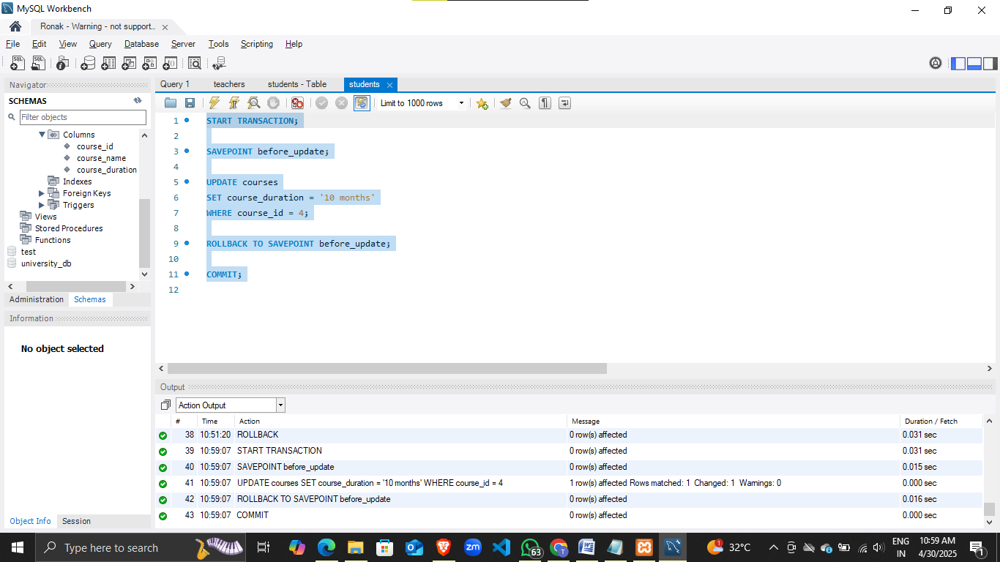 MySQL Workbench
Ronak - Warning - not support...
File Edit View Query Database Server Tools Scripting Help
Navigator
SCHEMAS
Filter objects
Columns
course_id
course_name
course_duration
Indexes
Foreign Keys
Triggers
Views
Stored Procedures
Functions
test
university_db
Administration Schemas
Information
No object selected
Object Info Session
Query 1 teachers students - Table students
Limit to 1000 rows
1 START TRANSACTION;
2
3 SAVEPOINT before_update;
4
5 UPDATE courses
6 SET course_duration = '10 months'
7 WHERE course_id = 4;
8
9 ROLLBACK TO SAVEPOINT before_update;
10
11 COMMIT;
12
Output
Action Output
# Time Action Message Duration / Fetch
38 10:51:20 ROLLBACK 0 row(s) affected 0.031 sec
39 10:59:07 START TRANSACTION 0 row(s) affected 0.031 sec
40 10:59:07 SAVEPOINT before_update 0 row(s) affected 0.015 sec
41 10:59:07 UPDATE courses SET course_duration = '10 months' WHERE course_id = 4 1 row(s) affected Rows matched: 1 Changed: 1 Warnings: 0 0.000 sec
42 10:59:07 ROLLBACK TO SAVEPOINT before_update 0 row(s) affected 0.016 sec
43 10:59:07 COMMIT 0 row(s) affected 0.000 sec
Type here to search
zm
63
T
1
32°C
ENG
IN
10:59 AM
4/30/2025
1